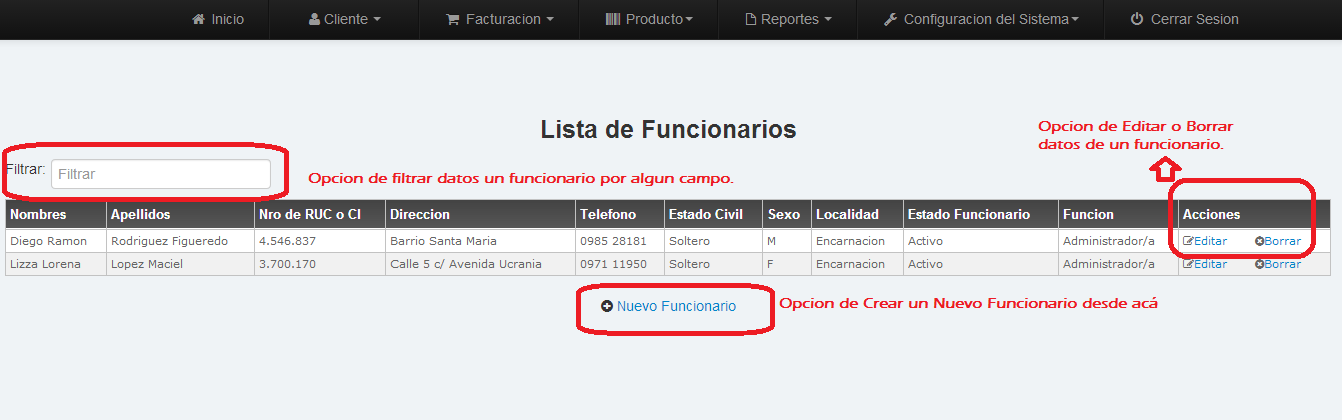 Inicio Cliente Facturacion Producto Reportes Configuracion del Sistema Cerrar Sesion
Lista de Funcionarios
Opcion de Editar o Borrar
datos de un funcionario.
Filtrar: Filtrar
Opcion de filtrar datos un funcionario por algun campo.
Nombres Apellidos Nro de RUC o CI Direccion Telefono Estado Civil Sexo Localidad Estado Funcionario Funcion Acciones
Diego Ramon Rodriguez Figueredo 4.546.837 Barrio Santa Maria 0985 28181 Soltero M Encarnacion Activo Administrador/a Editar Borrar
Lizza Lorena Lopez Maciel 3.700.170 Calle 5 c/ Avenida Ucrania 0971 11950 Soltero F Encarnacion Activo Administrador/a Editar Borrar
Nuevo Funcionario
Opcion de Crear un Nuevo Funcionario desde acá